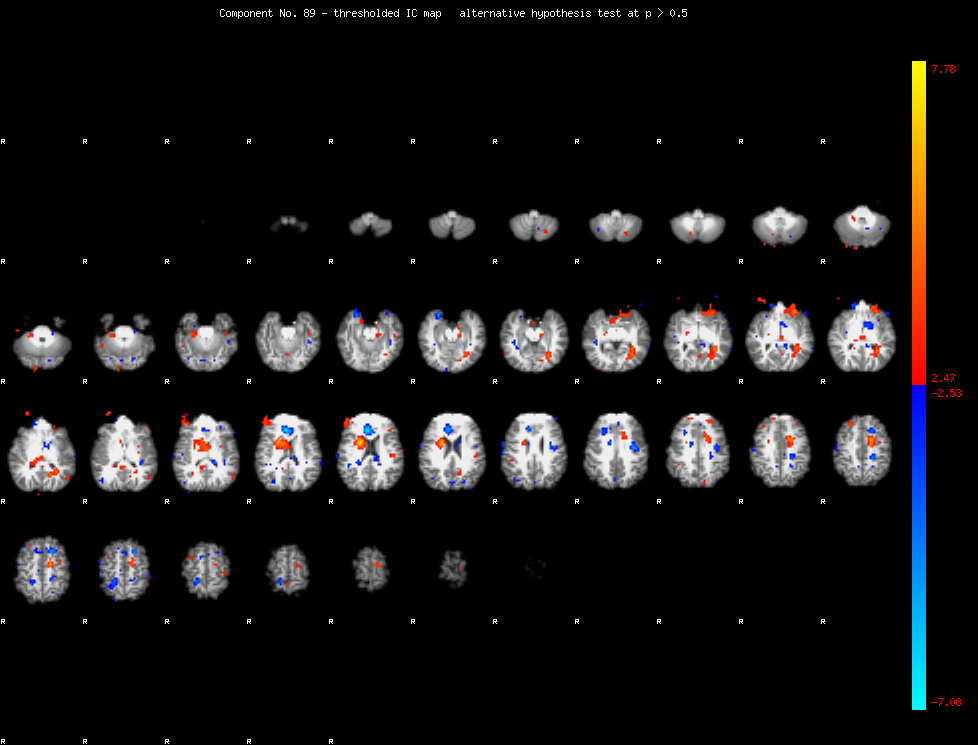 Component No. 89 - thresholded IC map   alternative hypothesis test at p > 0.5
7.78
R R R R R R R R R R R
R R R R R R R R R R R
2.47
R R R R R R R R R R R
-2.53
R R R R R R R R R R R
R R R R R R R R R R R
-7.08
R R R R R